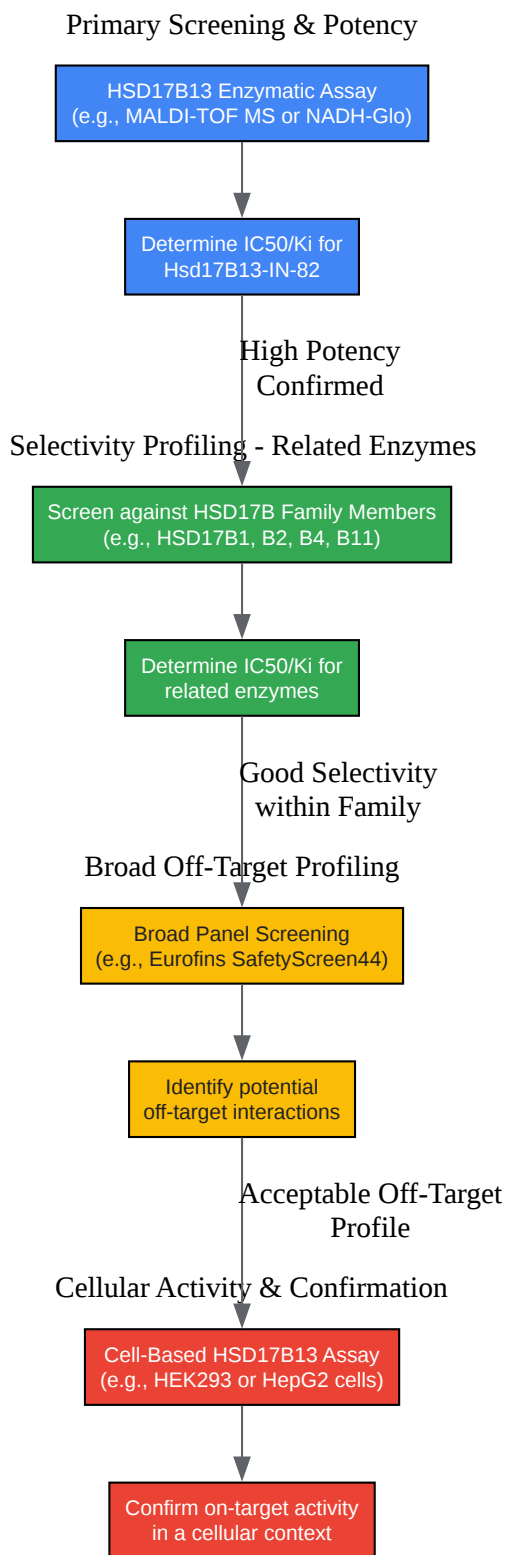 Primary Screening & Potency
HSD17B13 Enzymatic Assay
(e.g., MALDI-TOF MS or NADH-Glo)
Determine IC50/Ki for
Hsd17B13-IN-82
High Potency
Confirmed
Selectivity Profiling - Related Enzymes
Screen against HSD17B Family Members
(e.g., HSD17B1, B2, B4, B11)
Determine IC50/Ki for
related enzymes
Good Selectivity
within Family
Broad Off-Target Profiling
Broad Panel Screening
(e.g., Eurofins SafetyScreen44)
Identify potential
off-target interactions
Acceptable Off-Target
Profile
Cellular Activity & Confirmation
Cell-Based HSD17B13 Assay
(e.g., HEK293 or HepG2 cells)
Confirm on-target activity
in a cellular context